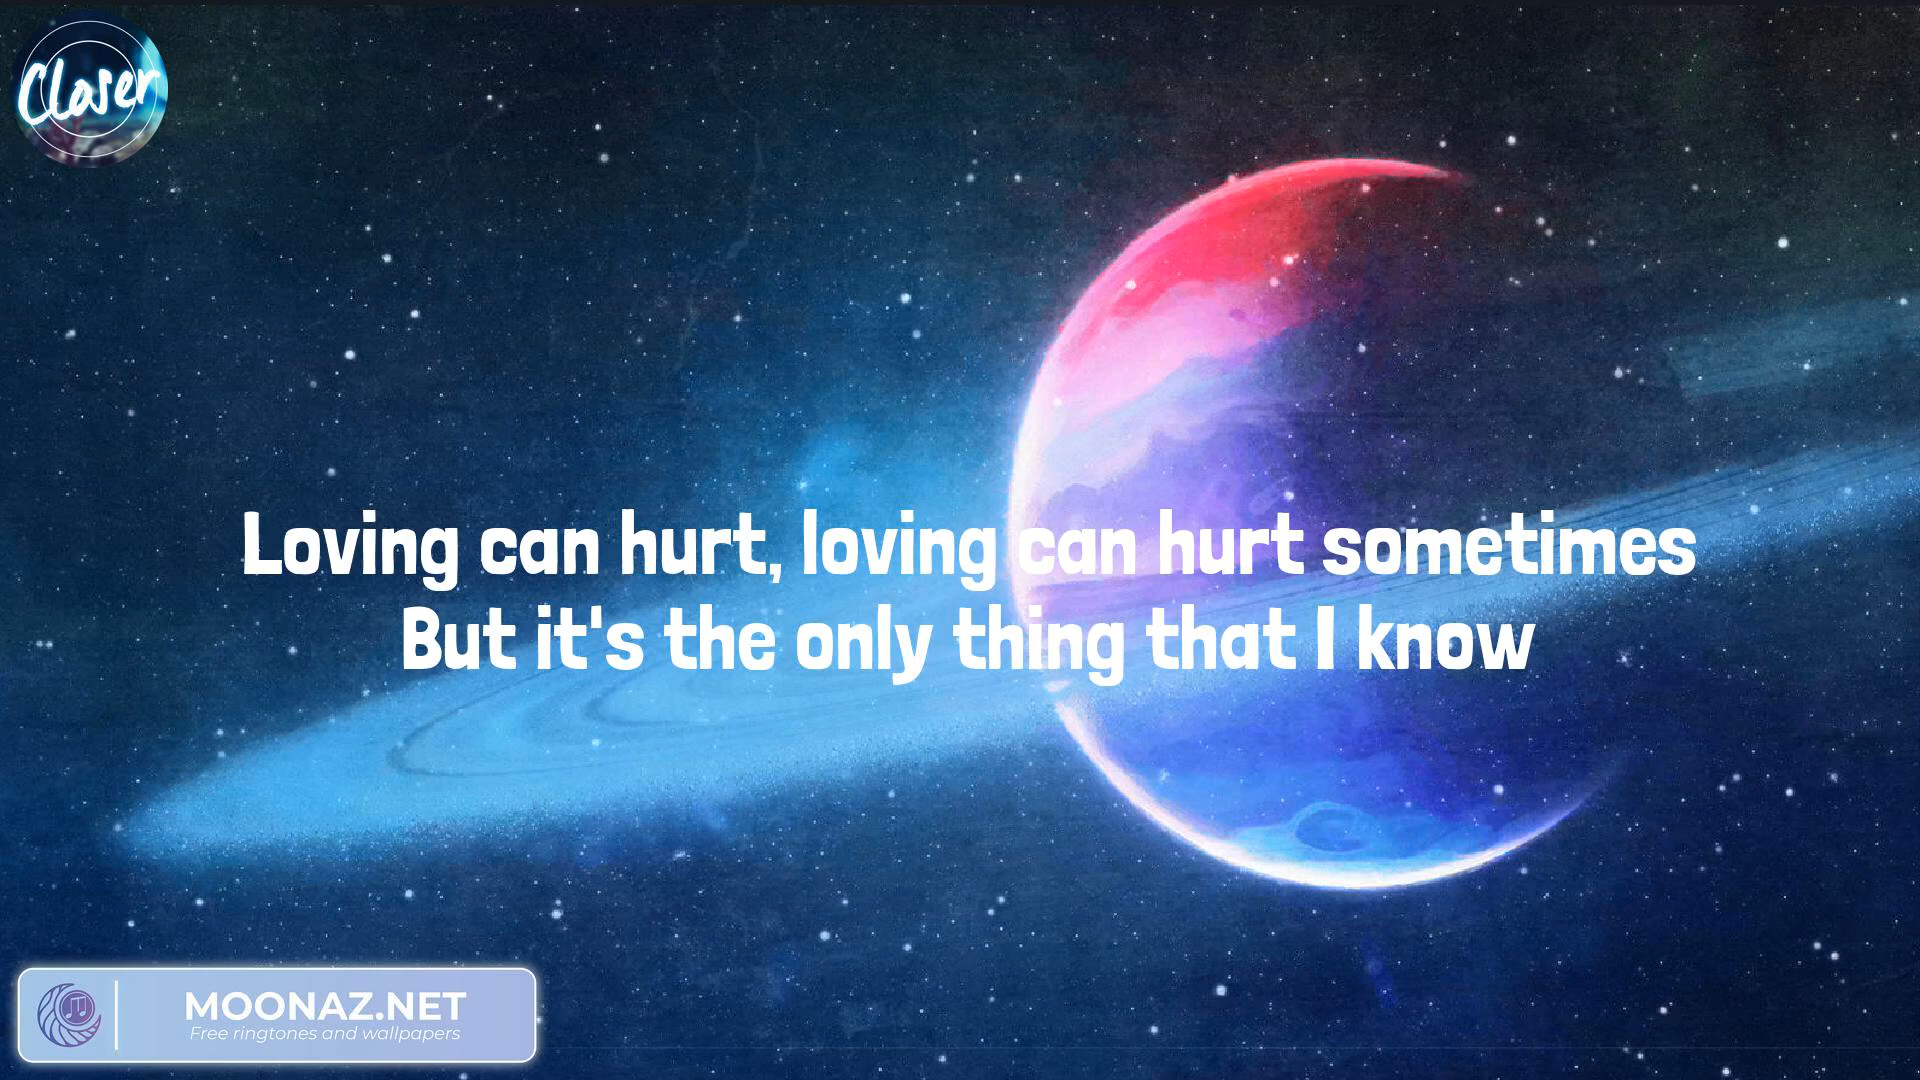 Closer
Loving can hurt, loving can hurt sometimes
But it's the only thing that I know
MOONAZ.NET
Free ringtones and wallpapers